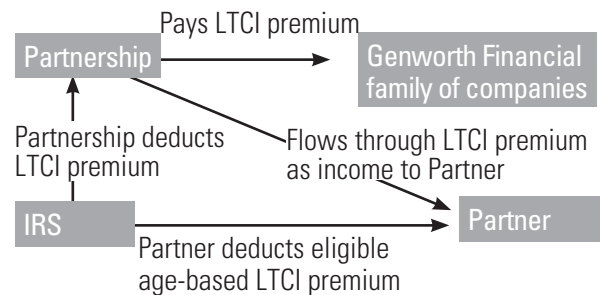 Pays LTCI premium
Partnership
Genworth Financial
family of companies
Partnership deducts
LTCI premium
Flows through LTCI premium
as income to Partner
IRS
Partner
Partner deducts eligible
age-based LTCI premium